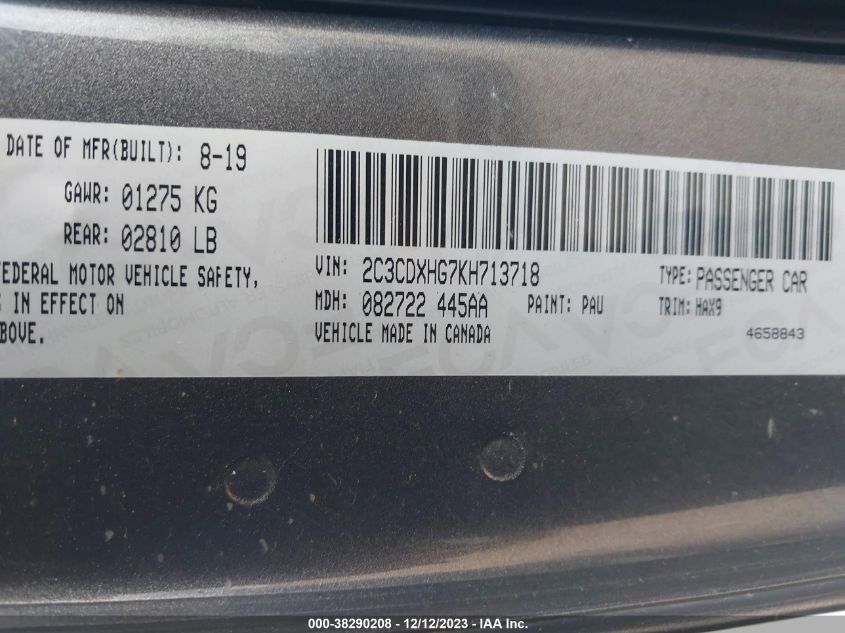 DATE OF MFR(BUILT): 8-19
GAWR: 01275 KG
REAR: 02810 LB
FEDERAL MOTOR VEHICLE SAFETY,
IN EFFECT ON
VIN: 2C3CDXHG7KH713718
TYPE: PASSENGER CAR
MDH: 082722 445AA
PAINT: PAU
TRIM: HAX9
VEHICLE MADE IN CANADA
4658843
000-38290208 - 12/12/2023 - IAA Inc.